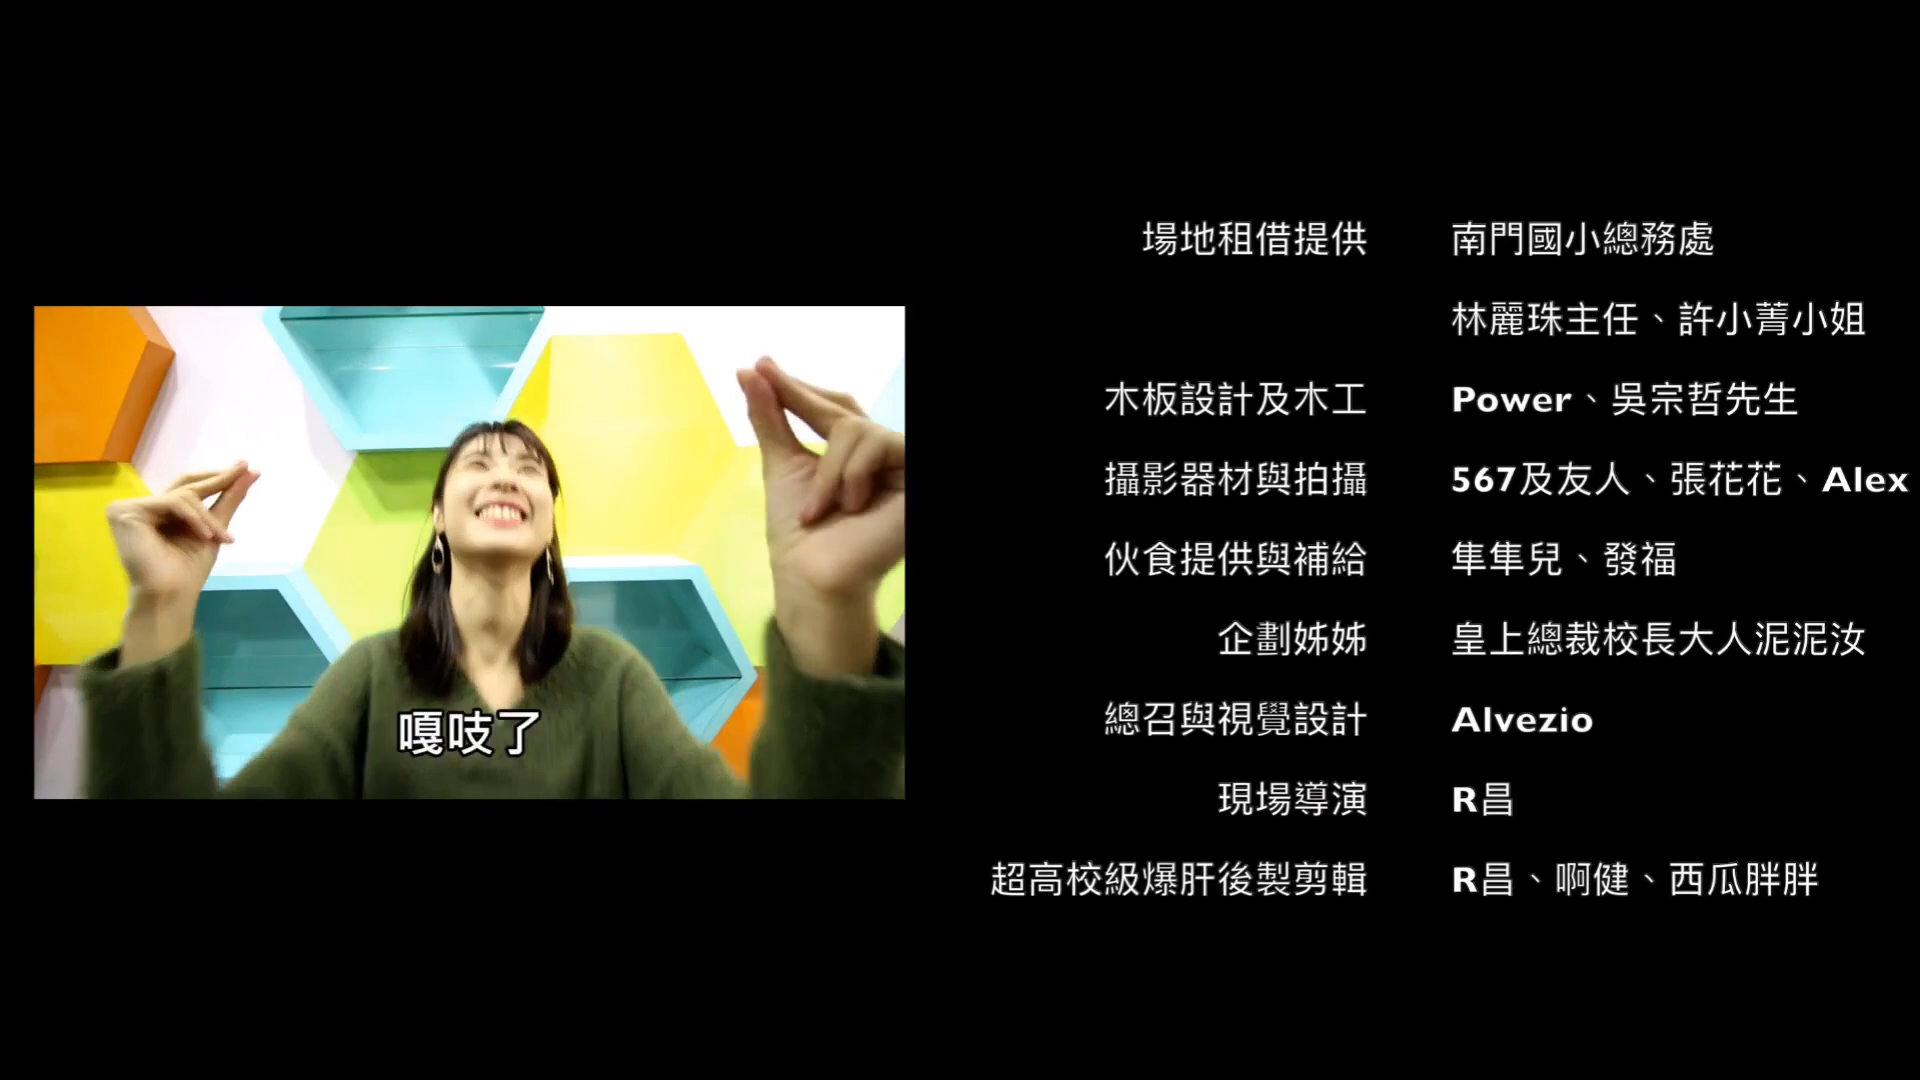 場地租借提供 南門國小總務處
林麗珠主任、許小菁小姐
木板設計及木工 Power、吳宗哲先生
攝影器材與拍攝 567及友人、張花花、Alex
伙食提供與補給 隼隼兒、發福
企劃姊姊 皇上總裁校長大人泥泥汝
總召與視覺設計 Alvezio
現場導演 R昌
超高校級爆肝後製剪輯 R昌、啊健、西瓜胖胖
嘎吱了